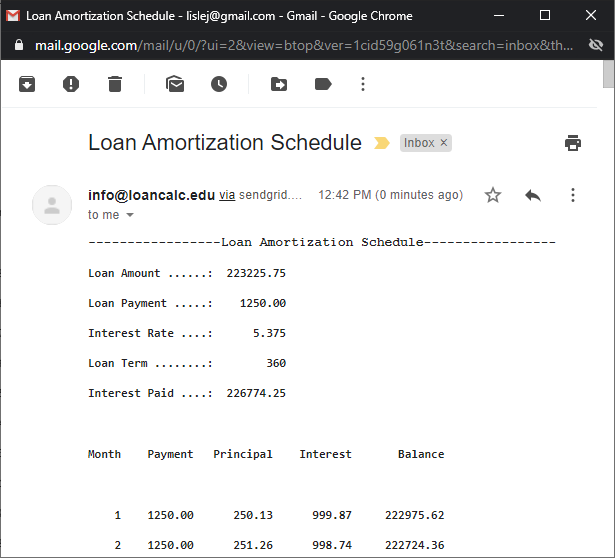 Loan Amortization Schedule - lislej@gmail.com - Gmail - Google Chrome
mail.google.com/mail/u/0/?ui=2&view=btop&ver=1cid59g061n3t&search=inbox&th...
Loan Amortization Schedule Inbox ×
info@loancalc.edu via sendgrid.... 12:42 PM (0 minutes ago)
to me
-----------------Loan Amortization Schedule-----------------
Loan Amount ......: 223225.75
Loan Payment .....: 1250.00
Interest Rate ....: 5.375
Loan Term ........: 360
Interest Paid ....: 226774.25
Month Payment Principal Interest Balance
1 1250.00 250.13 999.87 222975.62
2 1250.00 251.26 998.74 222724.36